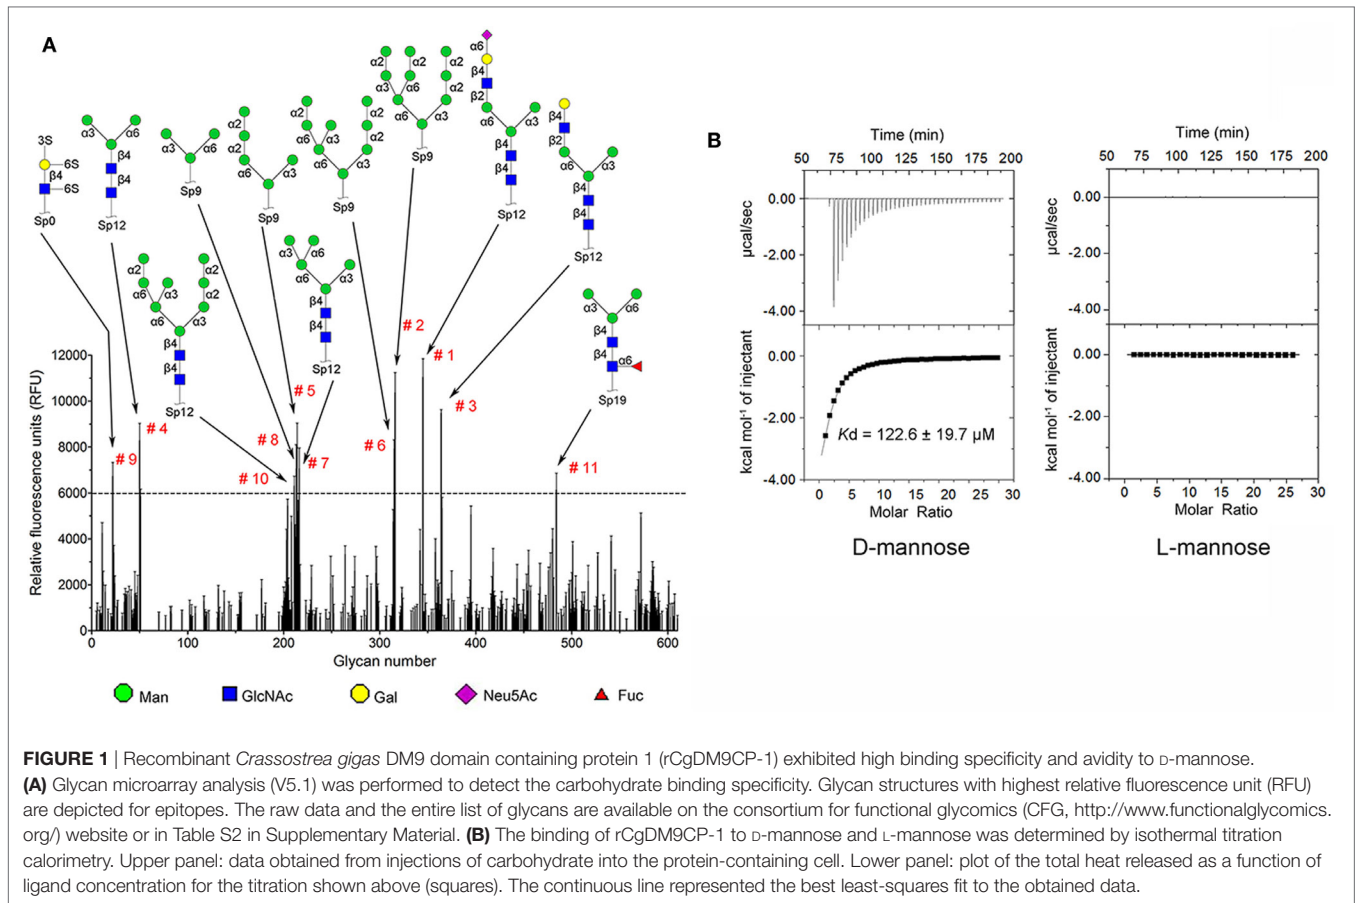 A
3S
6S
β4
6S
Sp0
α3
α6
β4
β4
Sp12
α3
α6
Sp9
α2
α2
α6
α3
Sp9
α2
α2
α2
α6
α3
α6
α3
Sp9
α2
α2
α2
α2
α3
α6
α6
α3
Sp9
α6
β4
β2
α6
α3
β4
β4
Sp12
β4
β2
α6
α3
β4
β4
Sp12
α2
α2
α2
α6
α3
α6
α3
β4
β4
Sp12
α3
α6
α6
α3
β4
β4
Sp12
α3
α6
β4
β4
α6
Sp19
# 1
# 2
# 3
# 4
# 5
# 6
# 7
# 8
# 9
# 10
# 11
Relative fluorescence units (RFU)
12000
10000
8000
6000
4000
2000
0
0 100 200 300 400 500 600
Glycan number
Man GlcNAc Gal Neu5Ac Fuc
B
Time (min)
50 75 100 125 150 175 200
0.00
-2.00
-4.00
µcal/sec
0.00
-2.00
-4.00
kcal mol⁻¹ of injectant
Kd = 122.6 ± 19.7 µM
0 5 10 15 20 25 30
Molar Ratio
D-mannose
Time (min)
50 75 100 125 150 175 200
0.00
-2.00
-4.00
µcal/sec
0.00
-2.00
-4.00
kcal mol⁻¹ of injectant
0 5 10 15 20 25 30
Molar Ratio
L-mannose
FIGURE 1 | Recombinant Crassostrea gigas DM9 domain containing protein 1 (rCgDM9CP-1) exhibited high binding specificity and avidity to D-mannose.
(A) Glycan microarray analysis (V5.1) was performed to detect the carbohydrate binding specificity. Glycan structures with highest relative fluorescence unit (RFU)
are depicted for epitopes. The raw data and the entire list of glycans are available on the consortium for functional glycomics (CFG, http://www.functionalglycomics.
org/) website or in Table S2 in Supplementary Material. (B) The binding of rCgDM9CP-1 to D-mannose and L-mannose was determined by isothermal titration
calorimetry. Upper panel: data obtained from injections of carbohydrate into the protein-containing cell. Lower panel: plot of the total heat released as a function of
ligand concentration for the titration shown above (squares). The continuous line represented the best least-squares fit to the obtained data.